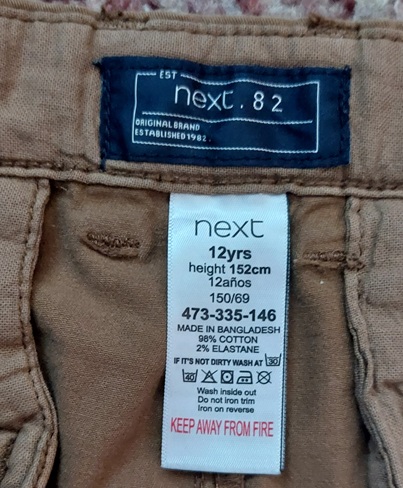 EST
next.82
ORIGINAL BRAND
ESTABLISHED 1982
next
12yrs
height 152cm
12años
150/69
473-335-146
MADE IN BANGLADESH
98% COTTON
2% ELASTANE
IF IT'S NOT DIRTY WASH AT 30
40
Wash inside out
Do not iron trim
Iron on reverse
KEEP AWAY FROM FIRE